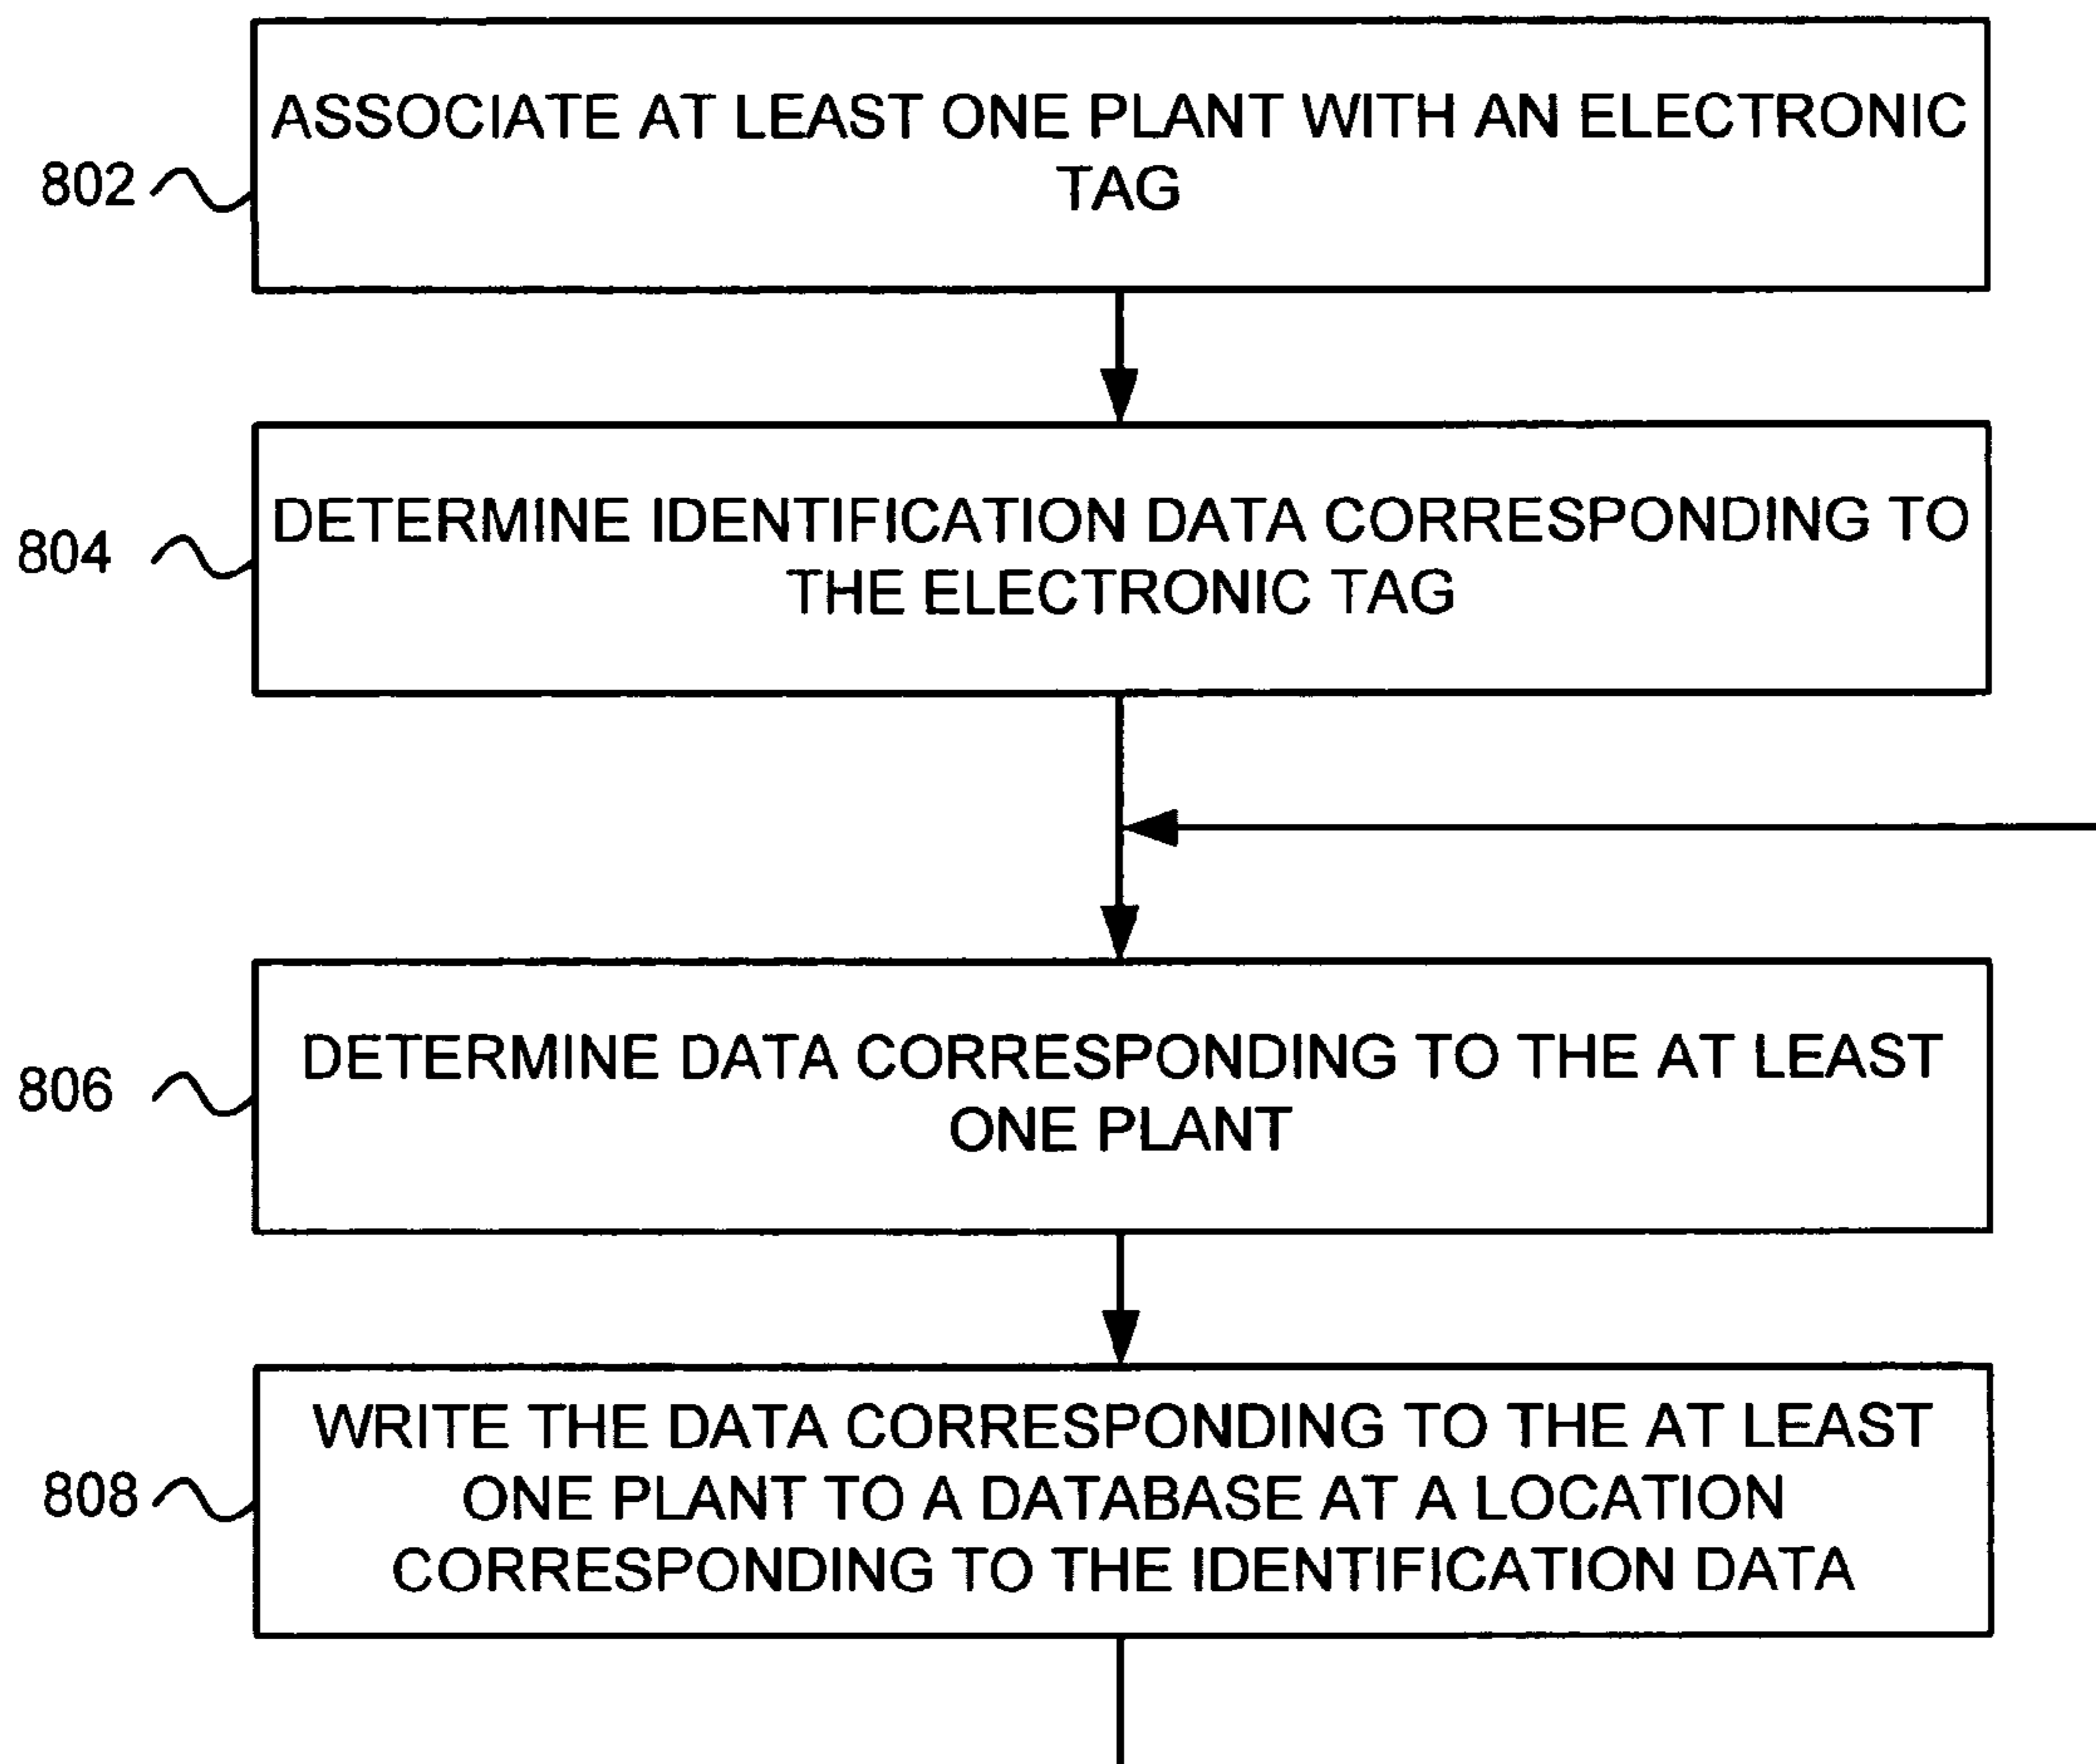 ASSOCIATE AT LEAST ONE PLANT WITH AN ELECTRONIC
TAG
802
DETERMINE IDENTIFICATION DATA CORRESPONDING TO
THE ELECTRONIC TAG
804
DETERMINE DATA CORRESPONDING TO THE AT LEAST
ONE PLANT
806
WRITE THE DATA CORRESPONDING TO THE AT LEAST
ONE PLANT TO A DATABASE AT A LOCATION
CORRESPONDING TO THE IDENTIFICATION DATA
808